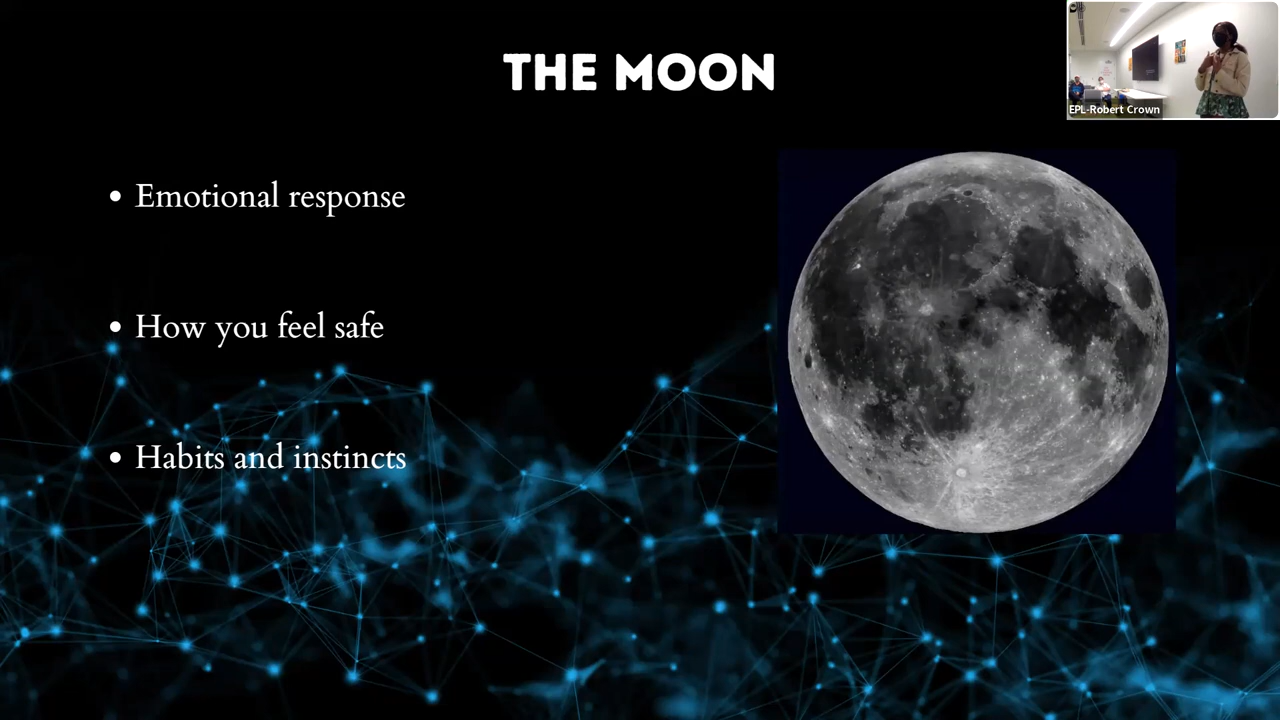 THE MOON
EPL-Robert Crown
• Emotional response
• How you feel safe
• Habits and instincts